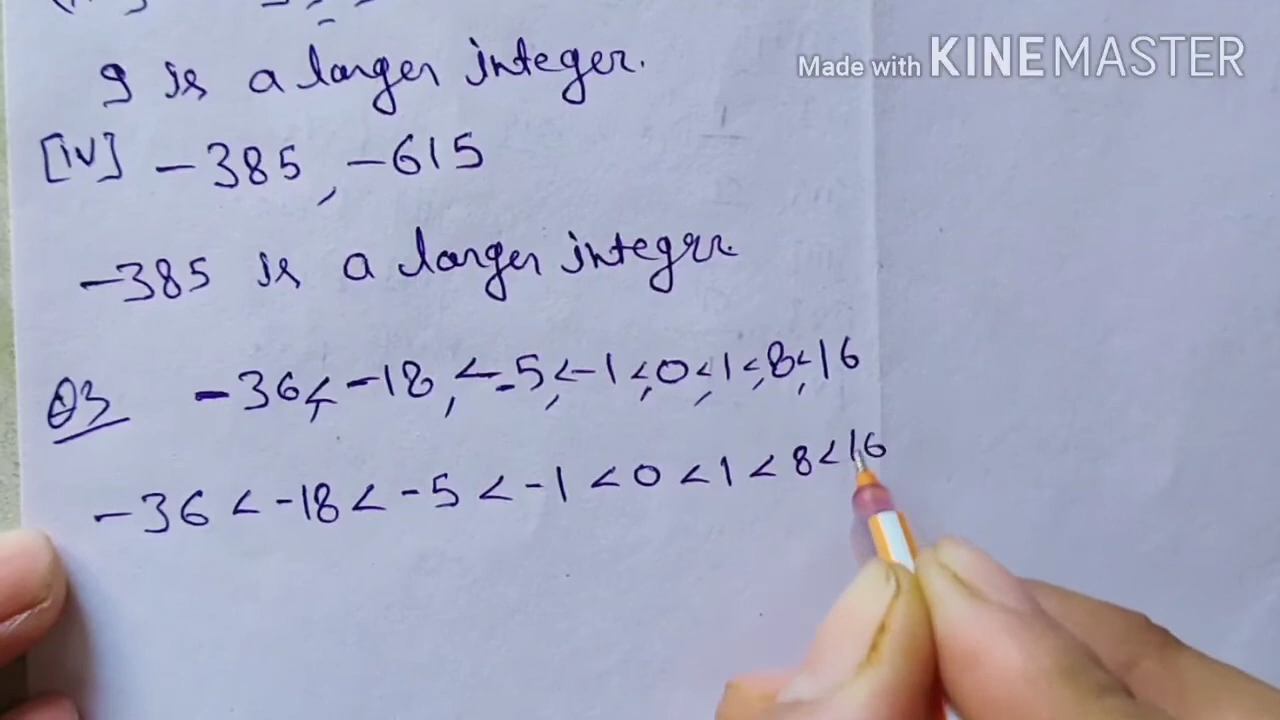 Made with KINEMASTER
9 is a larger integer.
[iv] -385, -615
-385 is a larger integer.
Q3 -36 < -18, < -5 <, -1 <, 0 <, 1 <, 8 <, 16
-36 < -18 < -5 < -1 < 0 < 1 < 8 < 16